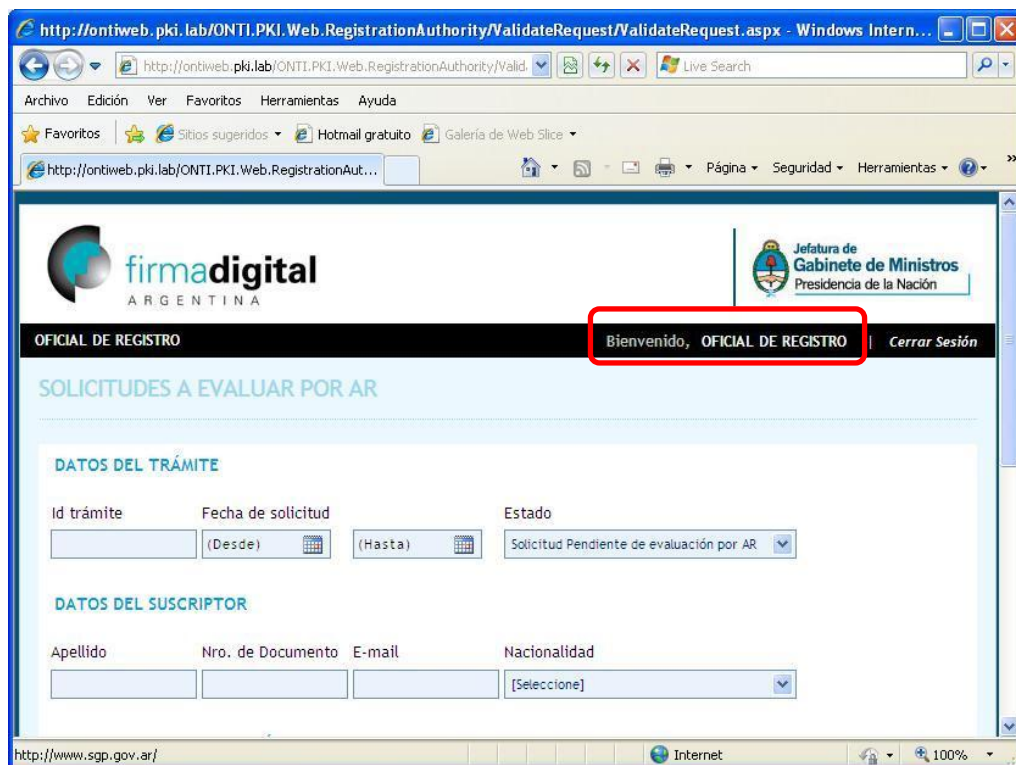 http://ontiweb.pki.lab/ONTI.PKI.Web.RegistrationAuthority/ValidateRequest/ValidateRequest.aspx - Windows Intern...
http://ontiweb.pki.lab/ONTI.PKI.Web.RegistrationAuthority/Valid
Live Search
Archivo Edición Ver Favoritos Herramientas Ayuda
Favoritos Sitios sugeridos Hotmail gratuito Galería de Web Slice
http://ontiweb.pki.lab/ONTI.PKI.Web.RegistrationAut... Página Seguridad Herramientas »
firmadigital
ARGENTINA
Jefatura de
Gabinete de Ministros
Presidencia de la Nación
OFICIAL DE REGISTRO Bienvenido, OFICIAL DE REGISTRO | Cerrar Sesión
SOLICITUDES A EVALUAR POR AR
DATOS DEL TRÁMITE
Id trámite Fecha de solicitud Estado
(Desde) (Hasta) Solicitud Pendiente de evaluación por AR
DATOS DEL SUSCRIPTOR
Apellido Nro. de Documento E-mail Nacionalidad
[Seleccione]
http://www.sgp.gov.ar/ Internet 100%